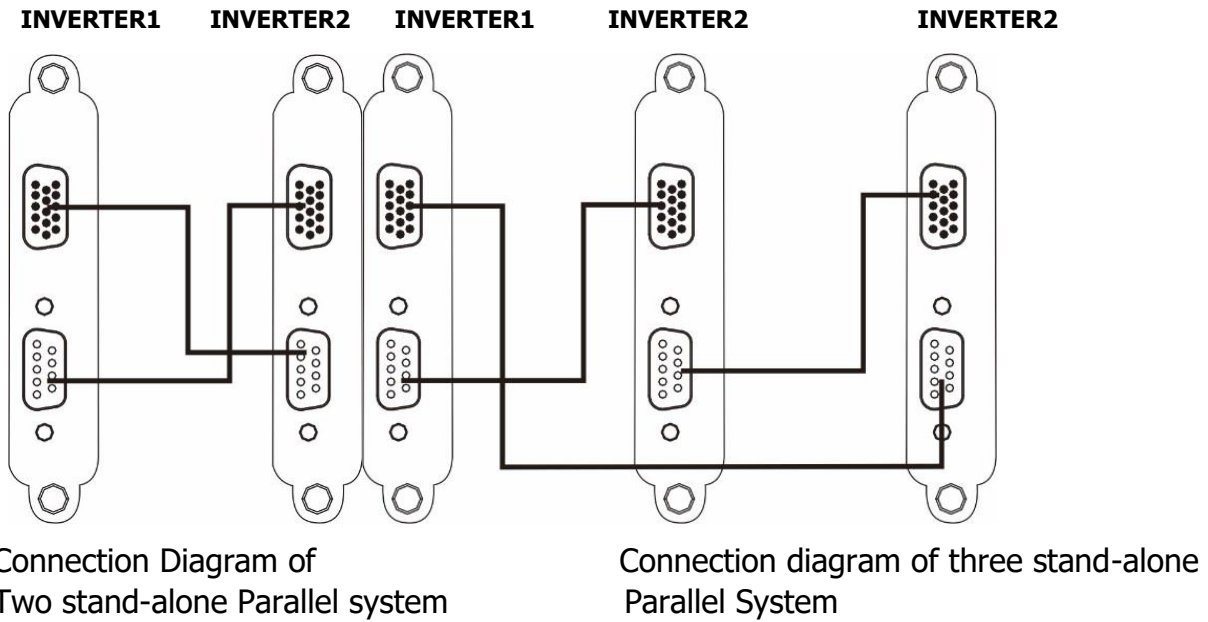 INVERTER1 INVERTER2 INVERTER1 INVERTER2 INVERTER2
Connection Diagram of
Two stand-alone Parallel system
Connection diagram of three stand-alone
Parallel System